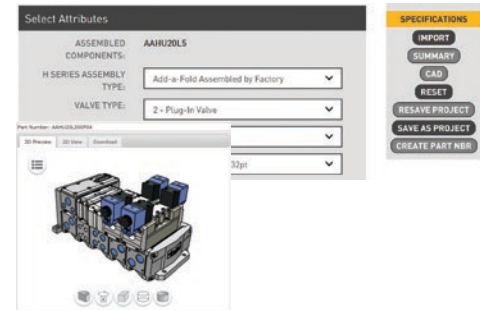 Select Attributes
ASSEMBLED COMPONENTS:
AAHU20L5
H SERIES ASSEMBLY TYPE:
Add-a-Fold Assembled by Factory
VALVE TYPE:
2 - Plug-In Valve
32pt
Part Number:
3D Preview
2D View
Download
SPECIFICATIONS
IMPORT
SUMMARY
CAD
RESET
RESAVE PROJECT
SAVE AS PROJECT
CREATE PART NBR